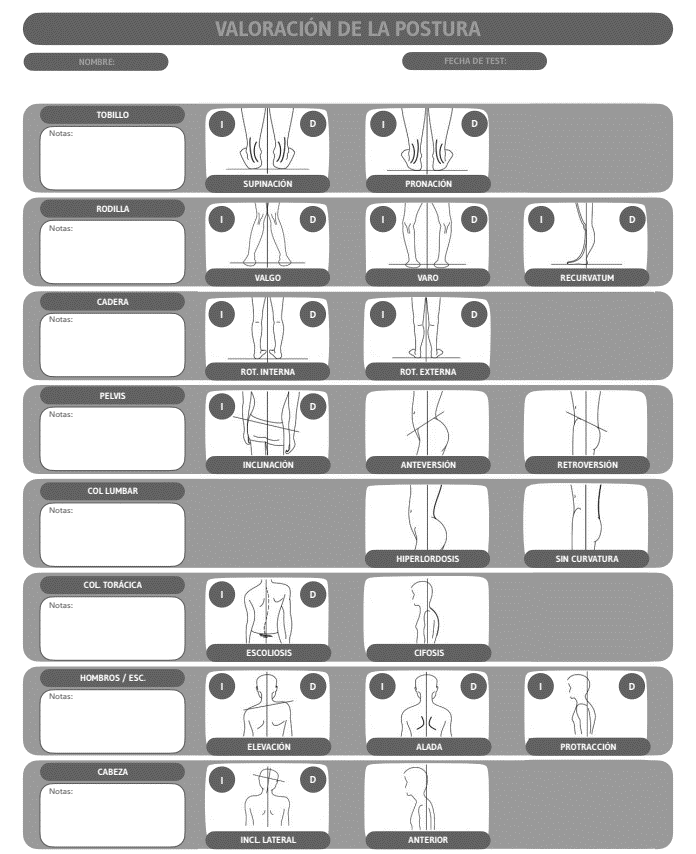 VALORACIÓN DE LA POSTURA
NOMBRE: FECHA DE TEST:
TOBILLO
Notas:
I D
SUPINACIÓN
I D
PRONACIÓN
RODILLA
Notas:
I D
VALGO
I D
VARO
I D
RECURVATUM
CADERA
Notas:
I D
ROT. INTERNA
I D
ROT. EXTERNA
PELVIS
Notas:
I D
INCLINACIÓN
ANTEVERSIÓN
RETROVERSIÓN
COL LUMBAR
Notas:
HIPERLORDOSIS
SIN CURVATURA
COL. TORÁCICA
Notas:
I D
ESCOLIOSIS
CIFOSIS
HOMBROS / ESC.
Notas:
I D
ELEVACIÓN
I D
ALADA
I D
PROTRACCIÓN
CABEZA
Notas:
I D
INCL. LATERAL
ANTERIOR